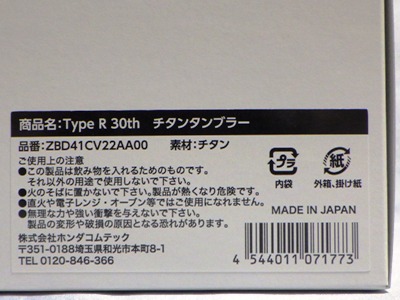 商品名：Type R 30th　チタンタンブラー
品番：ZBD41CV22AA00　素材：チタン
ご使用上の注意
●この製品は飲み物を入れるためのものです。
それ以外の用途で使用しないで下さい。
●火のそばに置かないで下さい。製品が熱くなり危険です。
●直火や電子レンジ・オーブン等ではご使用になれません。
●無理な力や強い衝撃を与えないで下さい。
製品の変形や破損の原因となる恐れがあります。
プラ
内袋
紙
外箱、掛け紙
MADE IN JAPAN
株式会社ホンダコムテック
〒351-0188埼玉県和光市本町8-1
TEL 0120-846-366
4 544011 071773